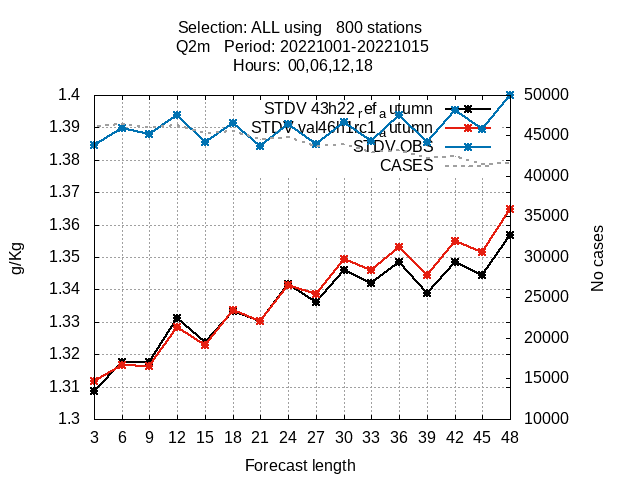 Selection: ALL using   800 stations
Q2m   Period: 20221001-20221015
Hours:  00,06,12,18
STDV 43h22_ref_autumn
STDV val46h1rc1_autumn
STDV OBS
CASES
1.4
1.39
1.38
1.37
1.36
1.35
1.34
1.33
1.32
1.31
1.3
50000
45000
40000
35000
30000
25000
20000
15000
10000
g/Kg
No cases
3 6 9 12 15 18 21 24 27 30 33 36 39 42 45 48
Forecast length